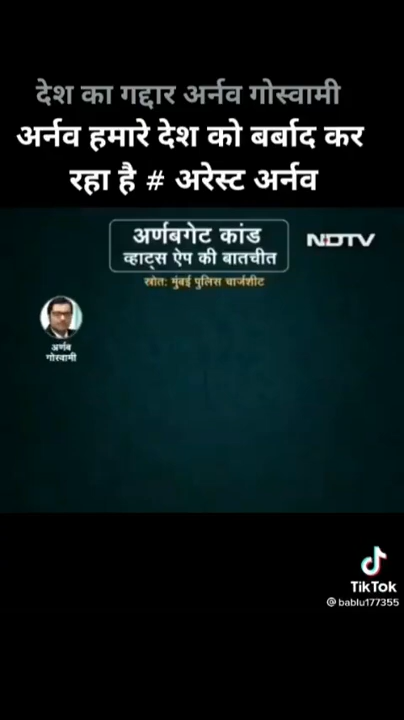 देश का गद्दार अर्नव गोस्वामी
अर्नव हमारे देश को बर्बाद कर
रहा है # अरेस्ट अर्नव
अर्णबगेट कांड
व्हाट्स ऐप की बातचीत
NDTV
स्रोत: मुंबई पुलिस चार्जशीट
अर्णब
गोस्वामी
TikTok
@bablu177355